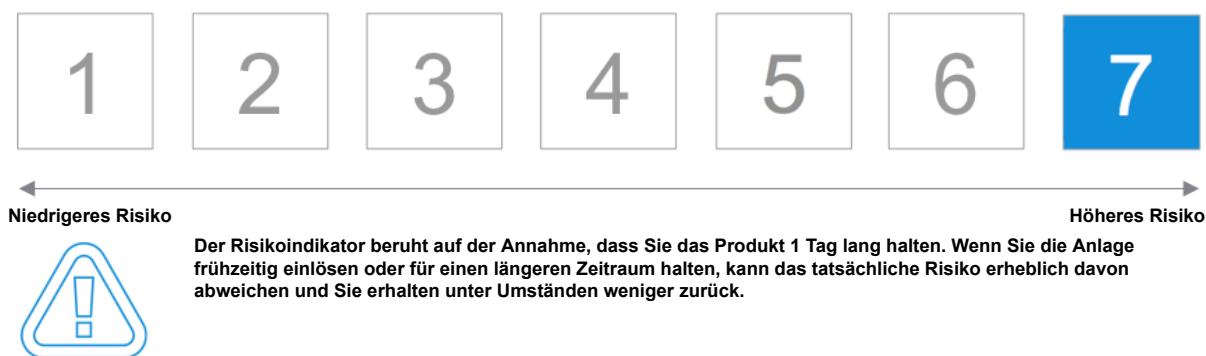 1 2 3 4 5 6 7
Niedrigeres Risiko Höheres Risiko
Der Risikoindikator beruht auf der Annahme, dass Sie das Produkt 1 Tag lang halten. Wenn Sie die Anlage
frühzeitig einlösen oder für einen längeren Zeitraum halten, kann das tatsächliche Risiko erheblich davon
abweichen und Sie erhalten unter Umständen weniger zurück.